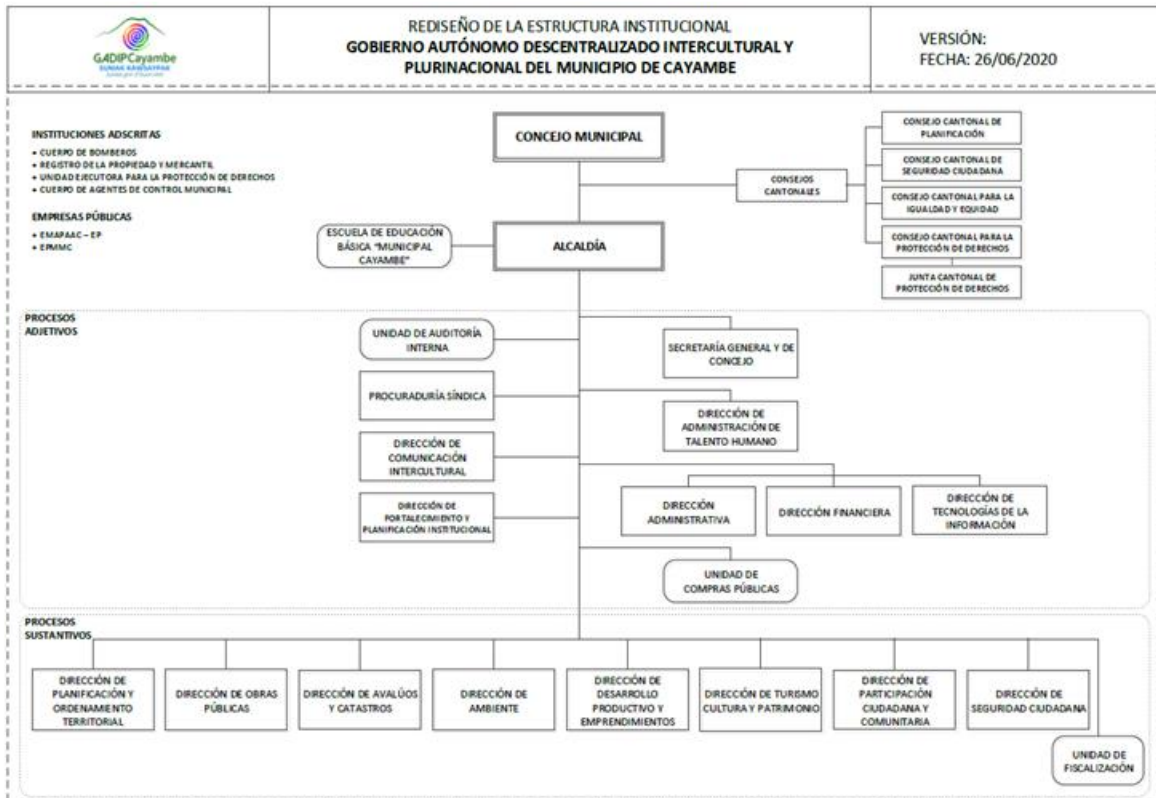 GADIPCayambe
SUMAK KAWSAYPAK
REDISEÑO DE LA ESTRUCTURA INSTITUCIONAL
GOBIERNO AUTÓNOMO DESCENTRALIZADO INTERCULTURAL Y
PLURINACIONAL DEL MUNICIPIO DE CAYAMBE
VERSIÓN:
FECHA: 26/06/2020
INSTITUCIONES ADSCRITAS
• CUERPO DE BOMBEROS
• REGISTRO DE LA PROPIEDAD Y MERCANTIL
• UNIDAD EJECUTORA PARA LA PROTECCIÓN DE DERECHOS
• CUERPO DE AGENTES DE CONTROL MUNICIPAL
EMPRESAS PÚBLICAS
• EMAPAAC – EP
• EPMMC
CONCEJO MUNICIPAL
CONSEJOS
CANTONALES
CONSEJO CANTONAL DE
PLANIFICACIÓN
CONSEJO CANTONAL DE
SEGURIDAD CIUDADANA
CONSEJO CANTONAL PARA LA
IGUALDAD Y EQUIDAD
CONSEJO CANTONAL PARA LA
PROTECCIÓN DE DERECHOS
JUNTA CANTONAL DE
PROTECCIÓN DE DERECHOS
ESCUELA DE EDUCACIÓN
BÁSICA "MUNICIPAL
CAYAMBE"
ALCALDÍA
PROCESOS
ADJETIVOS
UNIDAD DE AUDITORÍA
INTERNA
SECRETARÍA GENERAL Y DE
CONCEJO
PROCURADURÍA SÍNDICA
DIRECCIÓN DE
ADMINISTRACIÓN DE
TALENTO HUMANO
DIRECCIÓN DE
COMUNICACIÓN
INTERCULTURAL
DIRECCIÓN DE
FORTALECIMIENTO Y
PLANIFICACIÓN INSTITUCIONAL
DIRECCIÓN
ADMINISTRATIVA
DIRECCIÓN FINANCIERA
DIRECCIÓN DE
TECNOLOGÍAS DE LA
INFORMACIÓN
UNIDAD DE
COMPRAS PÚBLICAS
PROCESOS
SUSTANTIVOS
DIRECCIÓN DE
PLANIFICACIÓN Y
ORDENAMIENTO
TERRITORIAL
DIRECCIÓN DE OBRAS
PÚBLICAS
DIRECCIÓN DE AVALÚOS
Y CATASTROS
DIRECCIÓN DE
AMBIENTE
DIRECCIÓN DE
DESARROLLO
PRODUCTIVO Y
EMPRENDIMIENTOS
DIRECCIÓN DE TURISMO
CULTURA Y PATRIMONIO
DIRECCIÓN DE
PARTICIPACIÓN
CIUDADANA Y
COMUNITARIA
DIRECCIÓN DE
SEGURIDAD CIUDADANA
UNIDAD DE
FISCALIZACIÓN